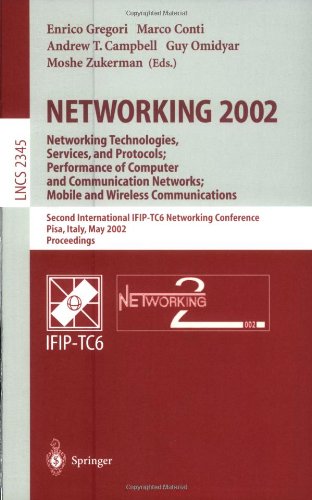 Enrico Gregori Marco Conti
Andrew T. Campbell Guy Omidyar
Moshe Zukerman (Eds.)
LNCS 2345
NETWORKING 2002
Networking Technologies,
Services, and Protocols;
Performance of Computer
and Communication Networks;
Mobile and Wireless Communications
Second International IFIP-TC6 Networking Conference
Pisa, Italy, May 2002
Proceedings
ifip
IFIP-TC6
NETWORKING
2
002
Springer